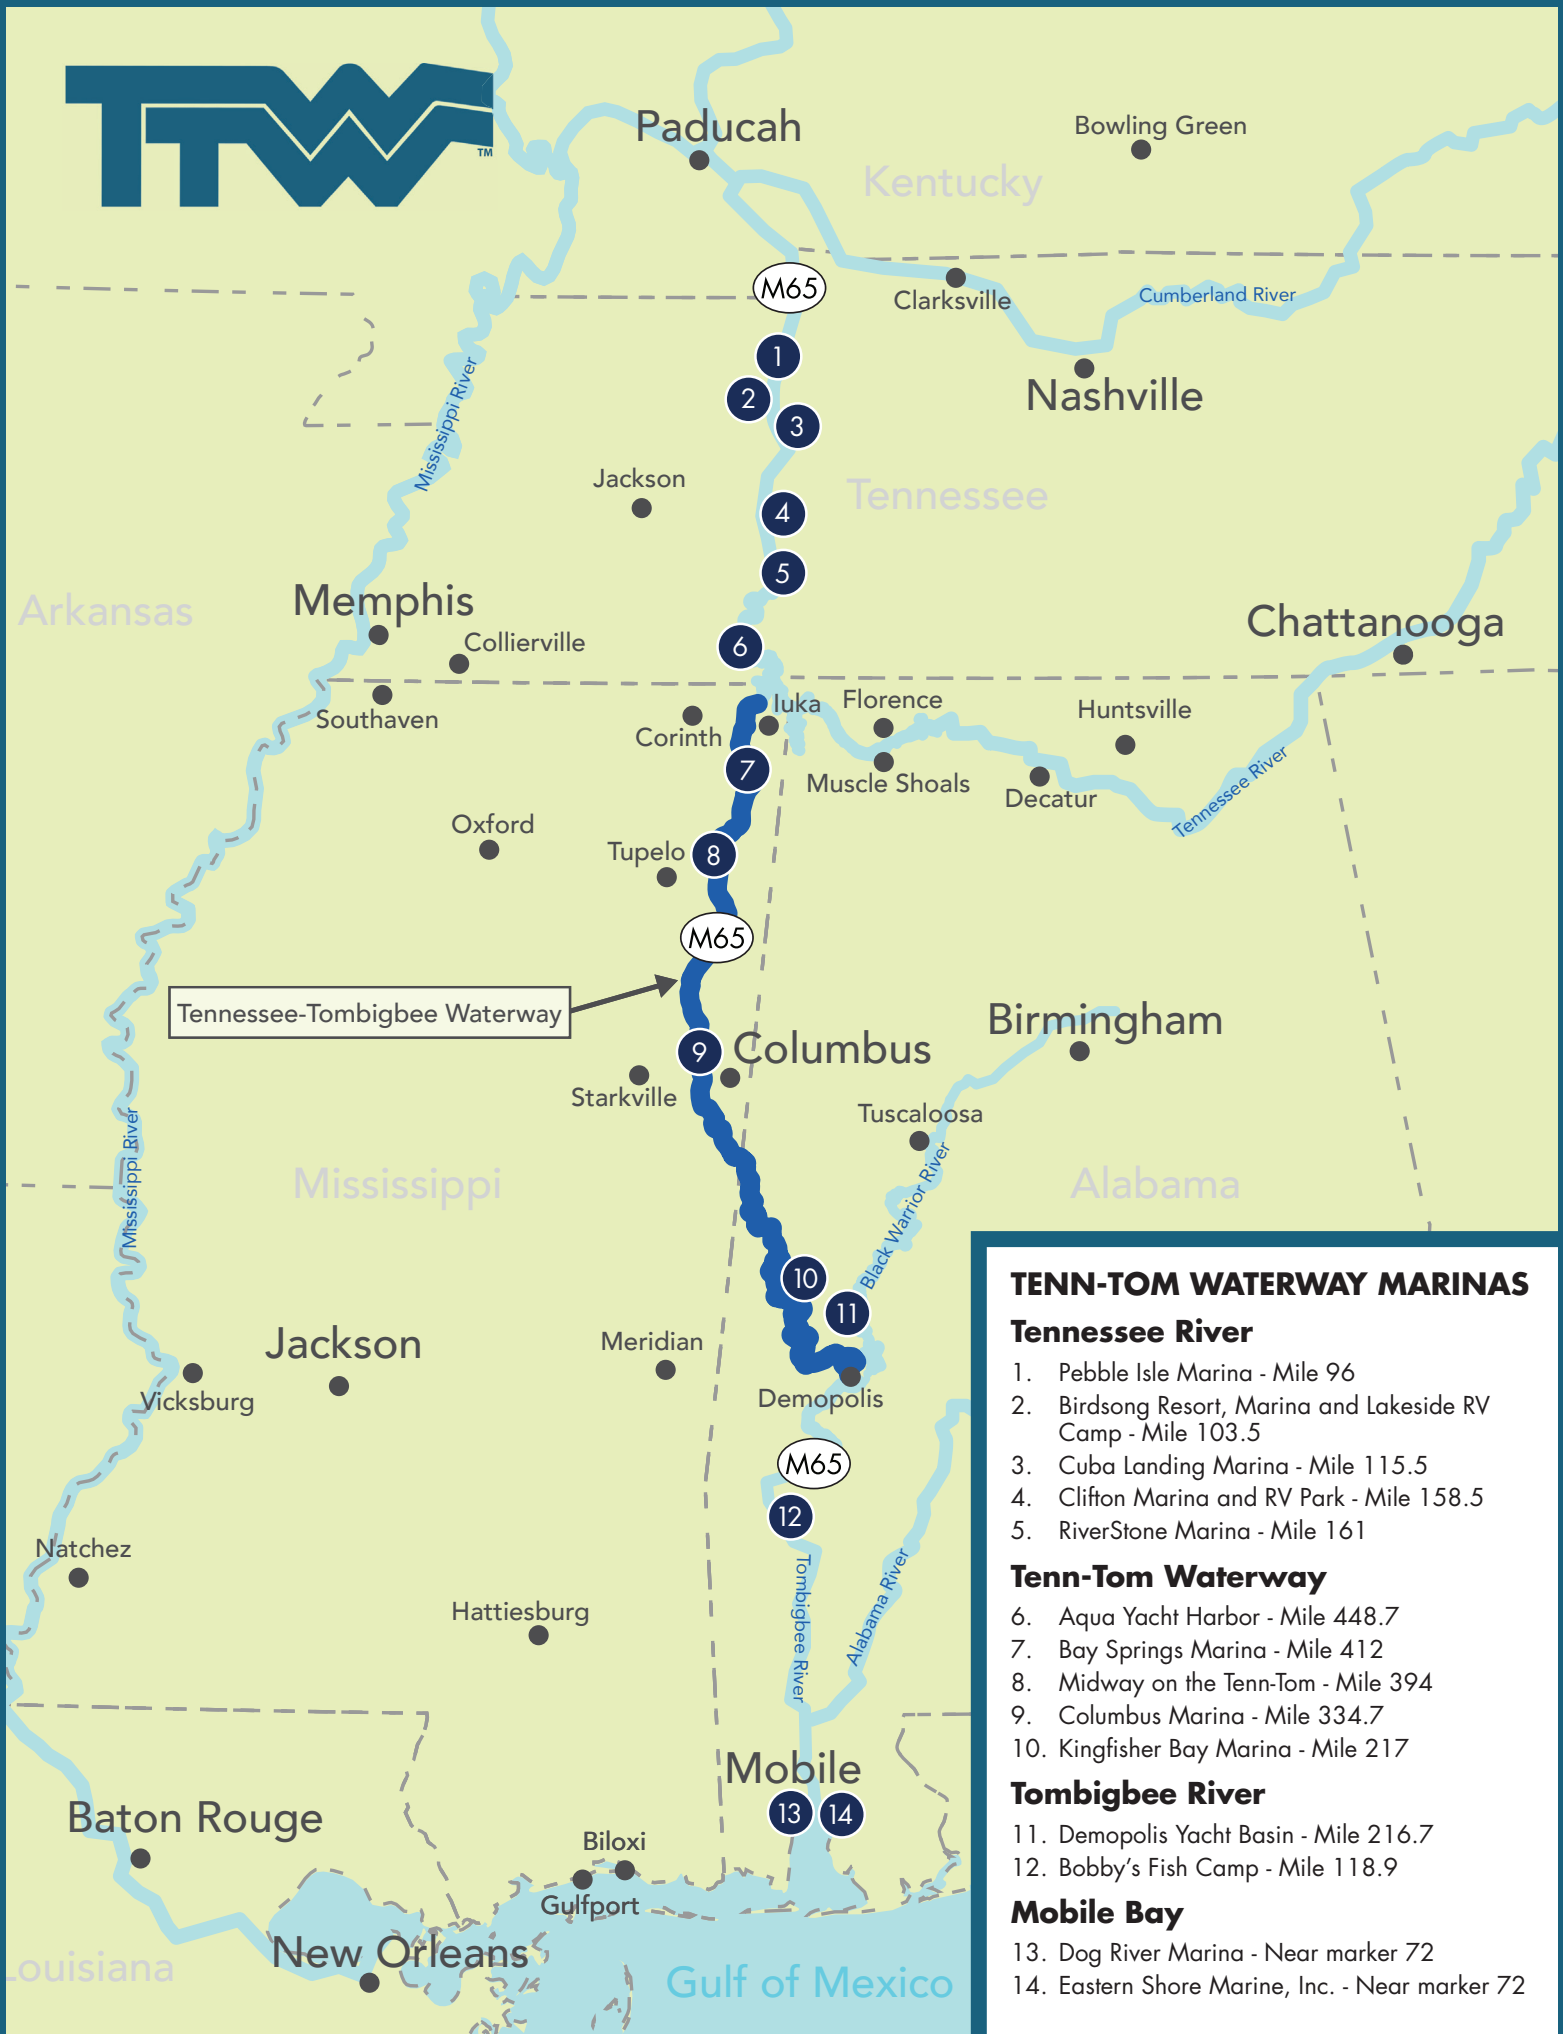 TTW
TM
Paducah
Bowling Green
Kentucky
M65
Clarksville
Cumberland River
1
2
Nashville
3
Mississippi River
Jackson
Tennessee
4
5
Memphis
Arkansas
Chattanooga
Collierville
6
Iuka
Florence
Southaven
Huntsville
Corinth
7
Muscle Shoals
Decatur
Tennessee River
Oxford
Tupelo
8
M65
Tennessee-Tombigbee Waterway
Birmingham
9
Columbus
Starkville
Tuscaloosa
Mississippi River
Mississippi
Alabama
Black Warrior River
10
11
Jackson
Meridian
Vicksburg
Demopolis
M65
12
Natchez
Tombigbee River
Alabama River
Hattiesburg
Mobile
13
14
Baton Rouge
Biloxi
Gulfport
New Orleans
Louisiana
Gulf of Mexico
TENN-TOM WATERWAY MARINAS
Tennessee River
1. Pebble Isle Marina - Mile 96
2. Birdsong Resort, Marina and Lakeside RV
Camp - Mile 103.5
3. Cuba Landing Marina - Mile 115.5
4. Clifton Marina and RV Park - Mile 158.5
5. RiverStone Marina - Mile 161
Tenn-Tom Waterway
6. Aqua Yacht Harbor - Mile 448.7
7. Bay Springs Marina - Mile 412
8. Midway on the Tenn-Tom - Mile 394
9. Columbus Marina - Mile 334.7
10. Kingfisher Bay Marina - Mile 217
Tombigbee River
11. Demopolis Yacht Basin - Mile 216.7
12. Bobby's Fish Camp - Mile 118.9
Mobile Bay
13. Dog River Marina - Near marker 72
14. Eastern Shore Marine, Inc. - Near marker 72